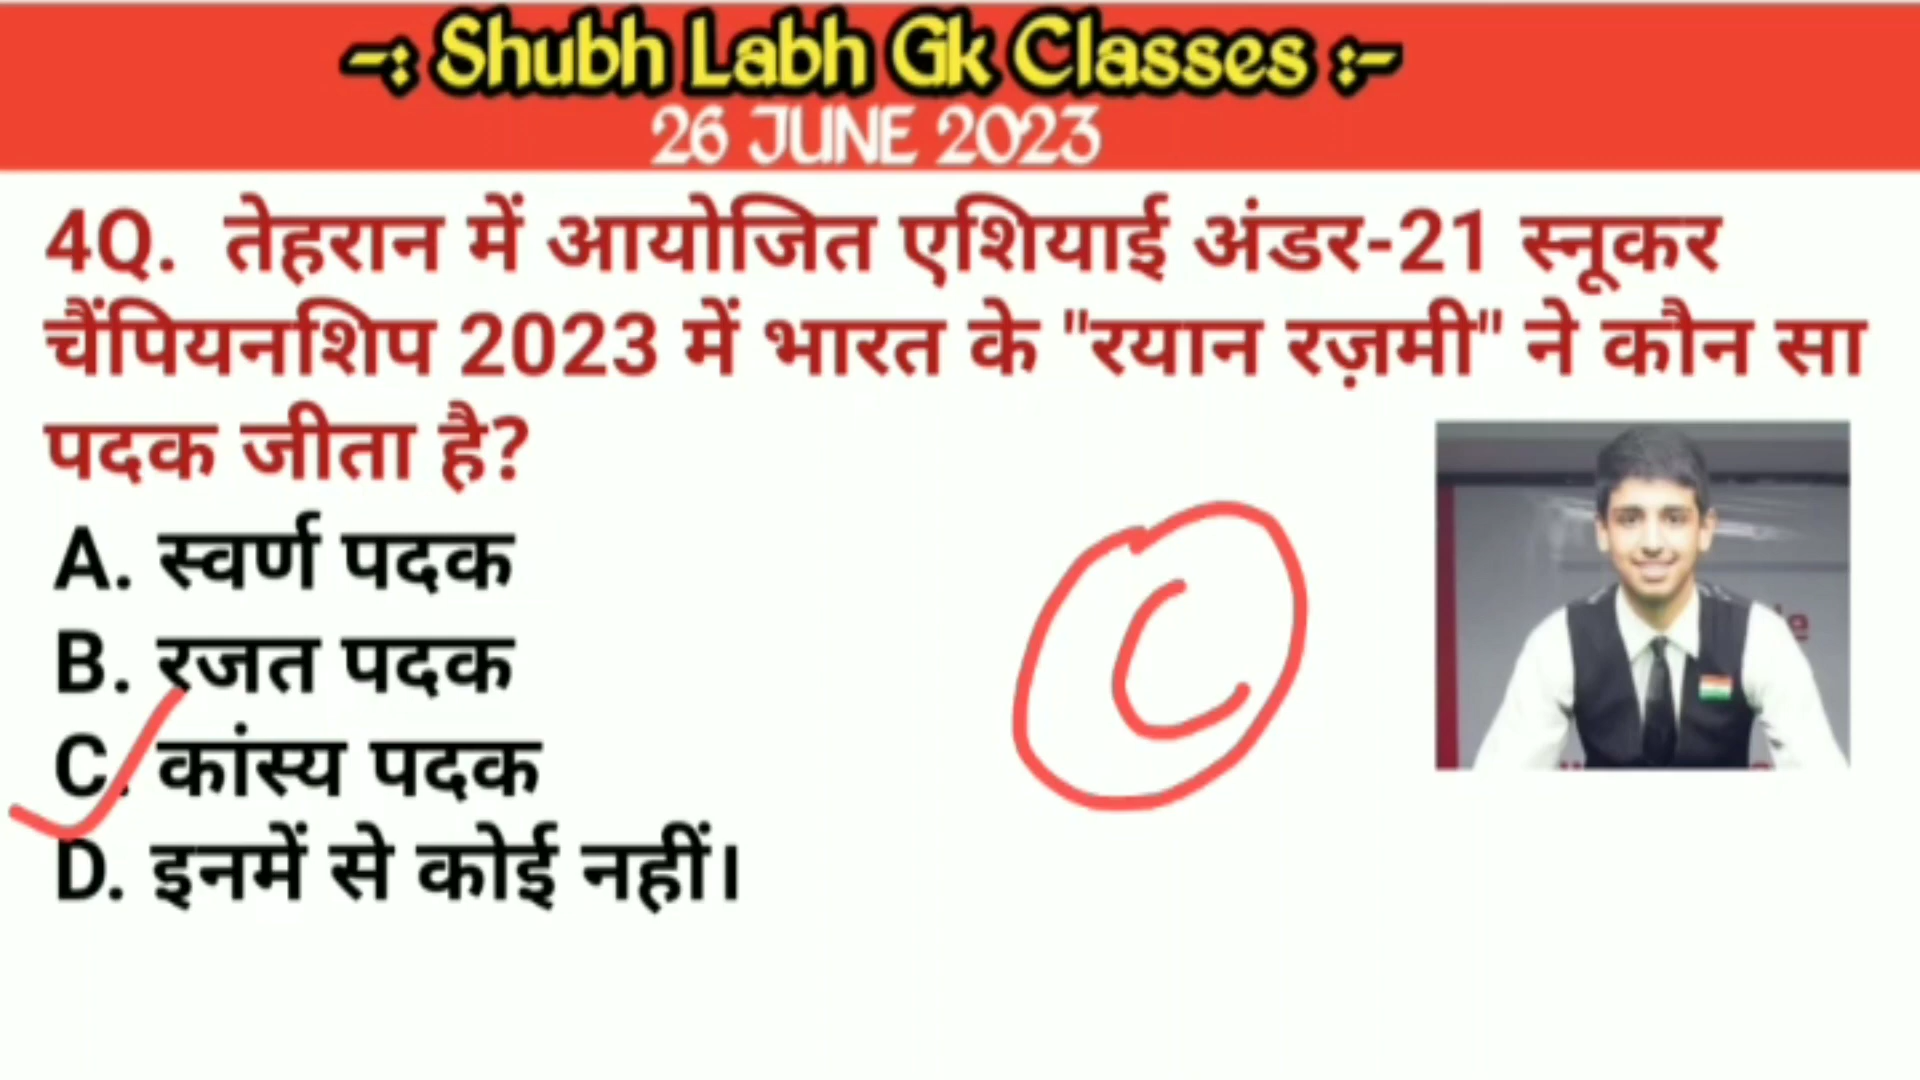 -: Shubh Labh Gk Classes :-
26 JUNE 2023
4Q. तेहरान में आयोजित एशियाई अंडर-21 स्नूकर
चैंपियनशिप 2023 में भारत के "रयान रज़मी" ने कौन सा
पदक जीता है?
A. स्वर्ण पदक
B. रजत पदक
C. कांस्य पदक
D. इनमें से कोई नहीं।
C